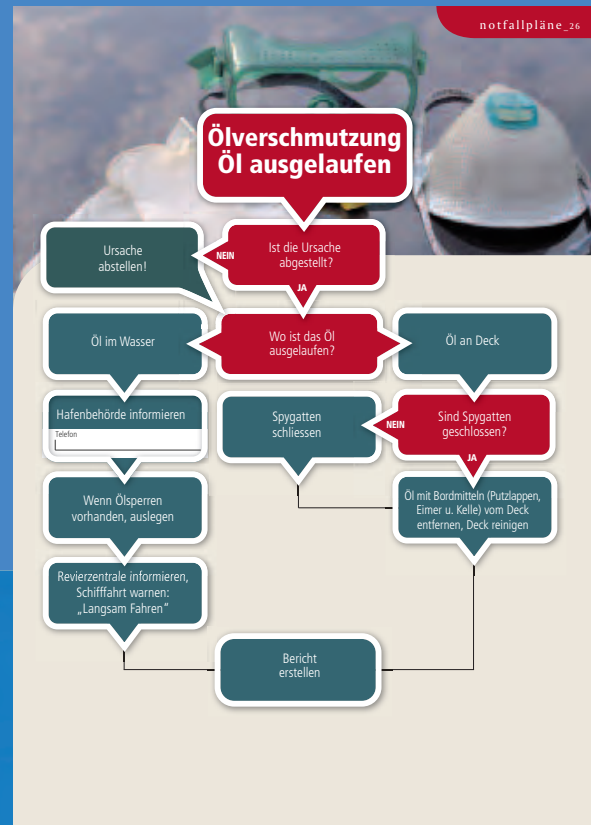 notfallpläne_26
Ölverschmutzung
Öl ausgelaufen
Ursache
abstellen!
NEIN
Ist die Ursache
abgestellt?
JA
Öl im Wasser
Wo ist das Öl
ausgelaufen?
Öl an Deck
Hafenbehörde informieren
Telefon
Spygatten
schliessen
NEIN
Sind Spygatten
geschlossen?
JA
Wenn Ölsperren
vorhanden, auslegen
Öl mit Bordmitteln (Putzlappen,
Eimer u. Kelle) vom Deck
entfernen, Deck reinigen
Revierzentrale informieren,
Schifffahrt warnen:
„Langsam Fahren"
Bericht
erstellen